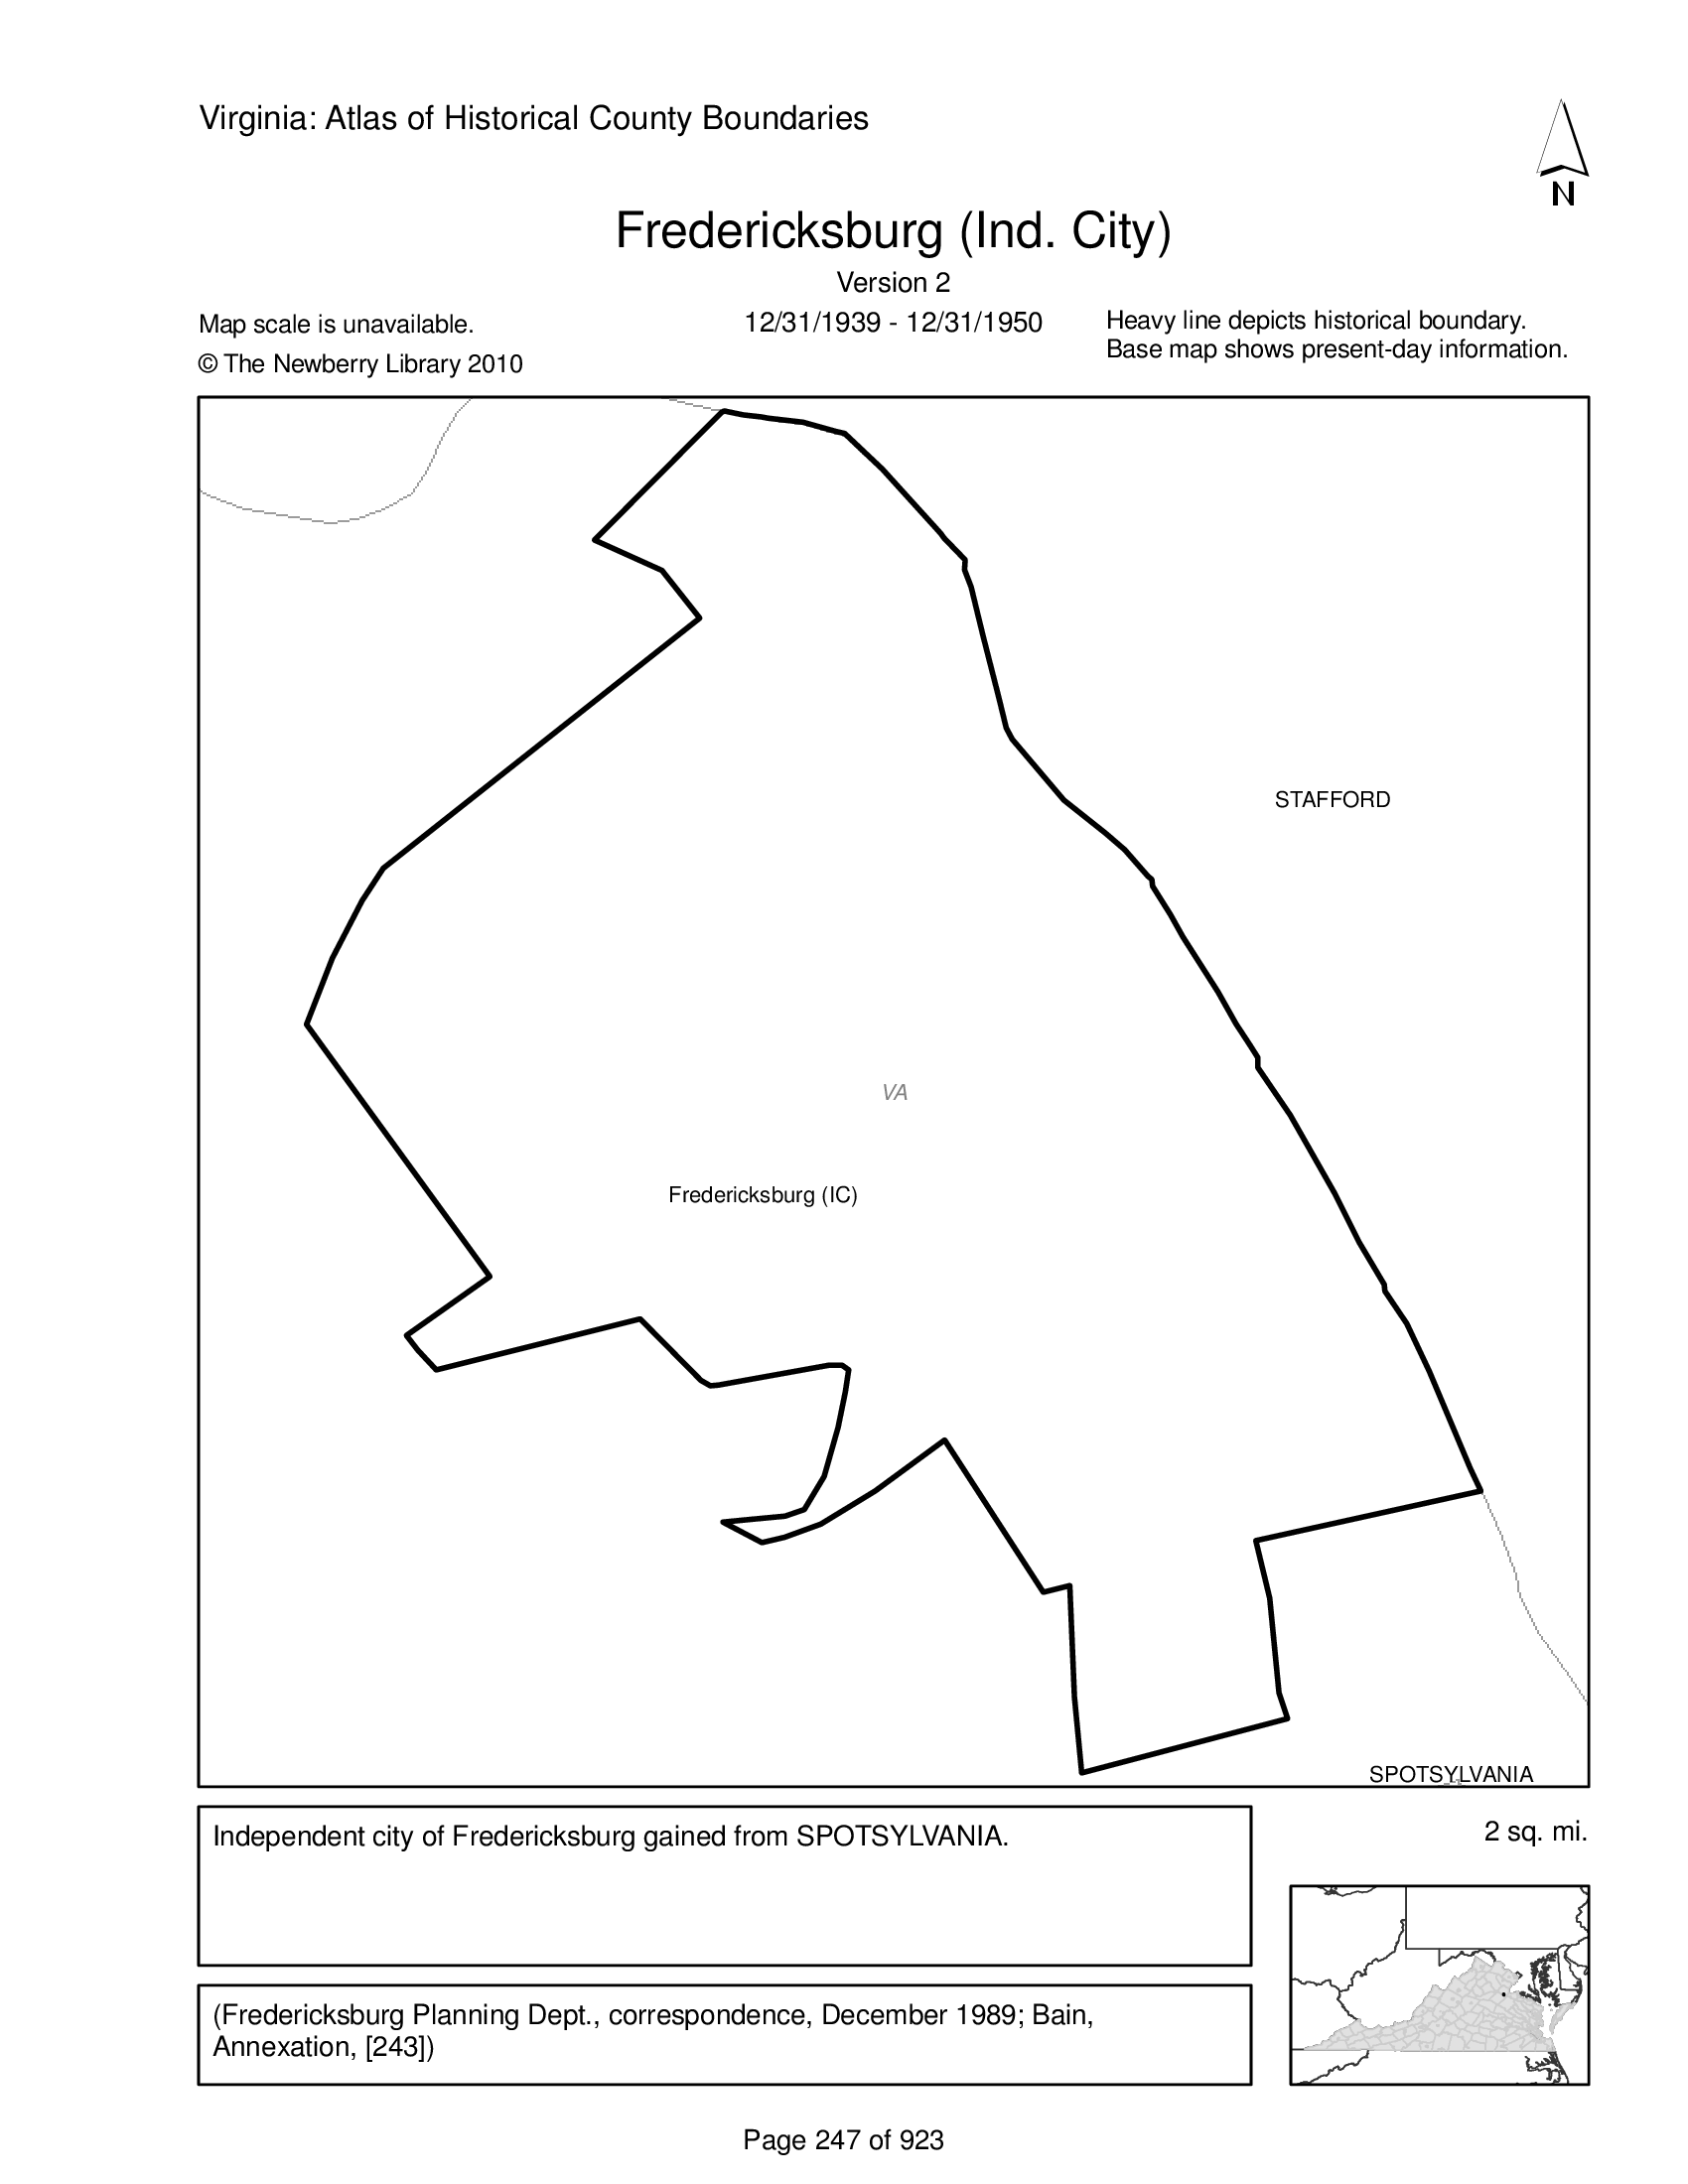 Virginia: Atlas of Historical County Boundaries
N
Fredericksburg (Ind. City)
Version 2
Map scale is unavailable.
12/31/1939 - 12/31/1950
Heavy line depicts historical boundary.
Base map shows present-day information.
© The Newberry Library 2010
STAFFORD
VA
Fredericksburg (IC)
SPOTSYLVANIA
Independent city of Fredericksburg gained from SPOTSYLVANIA.
2 sq. mi.
(Fredericksburg Planning Dept., correspondence, December 1989; Bain,
Annexation, [243])
Page 247 of 923